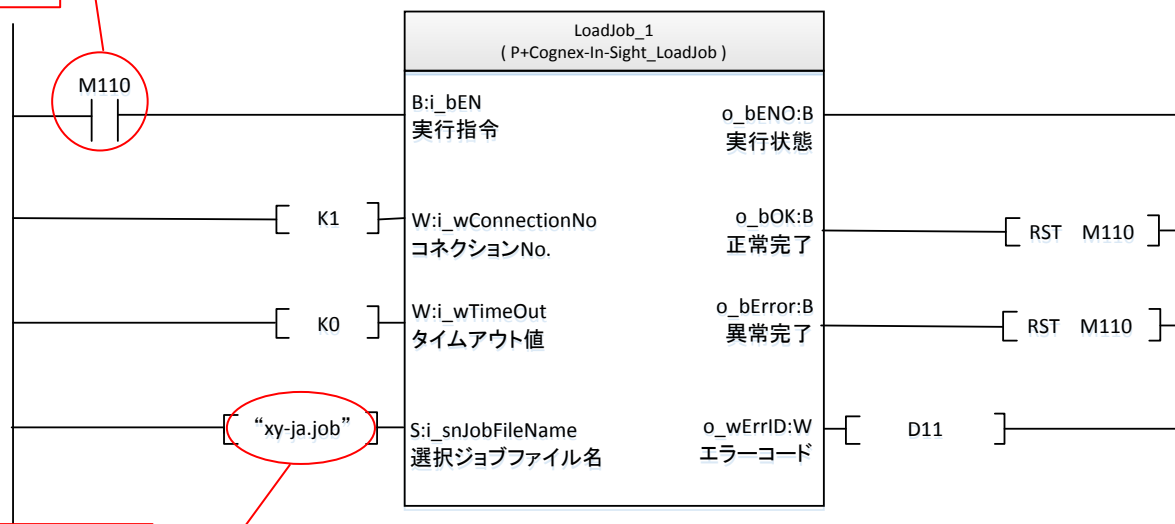 LoadJob_1
( P+Cognex-In-Sight_LoadJob )
M110
B:i_bEN
実行指令
o_bENO:B
実行状態
K1
W:i_wConnectionNo
コネクションNo.
o_bOK:B
正常完了
RST M110
K0
W:i_wTimeOut
タイムアウト値
o_bError:B
異常完了
RST M110
“xy-ja.job”
S:i_snJobFileName
選択ジョブファイル名
o_wErrID:W
エラーコード
D11